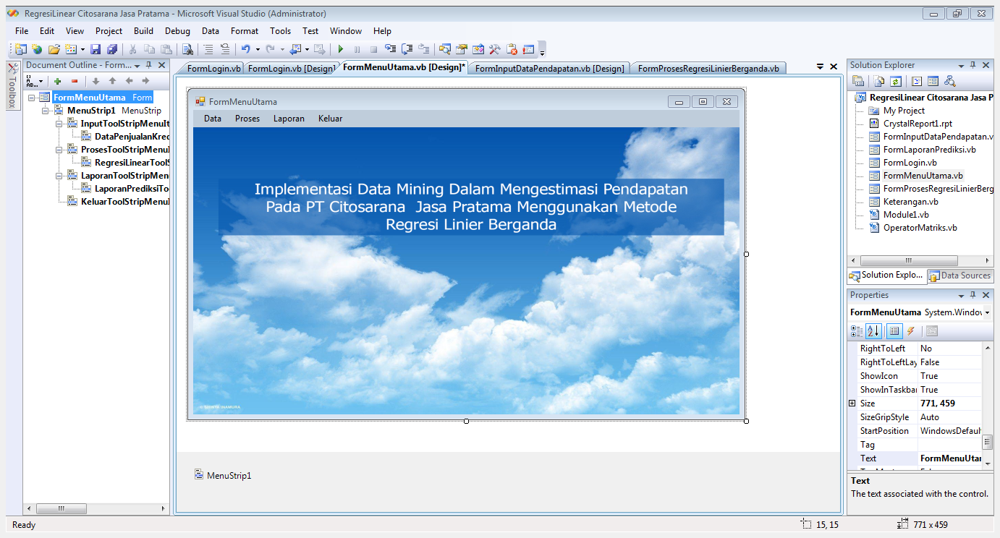 RegresiLinear Citosarana Jasa Pratama - Microsoft Visual Studio (Administrator)
File Edit View Project Build Debug Data Format Tools Test Window Help
Toolbox
Document Outline - Form...
FormMenuUtama Form
MenuStrip1 MenuStrip
InputToolStripMenuIt
DataPenjualanKred
ProsesToolStripMenuI
RegresiLinearToolS
LaporanToolStripMenu
LaporanPrediksiTo
KeluarToolStripMenuI
FormLogin.vb FormLogin.vb [Design] FormMenuUtama.vb [Design]* FormInputDataPendapatan.vb [Design] FormProsesRegresiLinierBerganda.vb
FormMenuUtama
Data Proses Laporan Keluar
Implementasi Data Mining Dalam Mengestimasi Pendapatan
Pada PT Citosarana Jasa Pratama Menggunakan Metode
Regresi Linier Berganda
MenuStrip1
Solution Explorer
RegresiLinear Citosarana Jasa P
My Project
CrystalReport1.rpt
FormInputDataPendapatan.v
FormLaporanPrediksi.vb
FormLogin.vb
FormMenuUtama.vb
FormProsesRegresiLinierBerg
Keterangan.vb
Module1.vb
OperatorMatriks.vb
Solution Explo... Data Sources
Properties
FormMenuUtama System.Window
RightToLeft No
RightToLeftLay False
ShowIcon True
ShowInTaskbar True
Size 771, 459
SizeGripStyle Auto
StartPosition WindowsDefaul
Tag
Text FormMenuUtam
Text
The text associated with the control.
Ready 15, 15 771 x 459